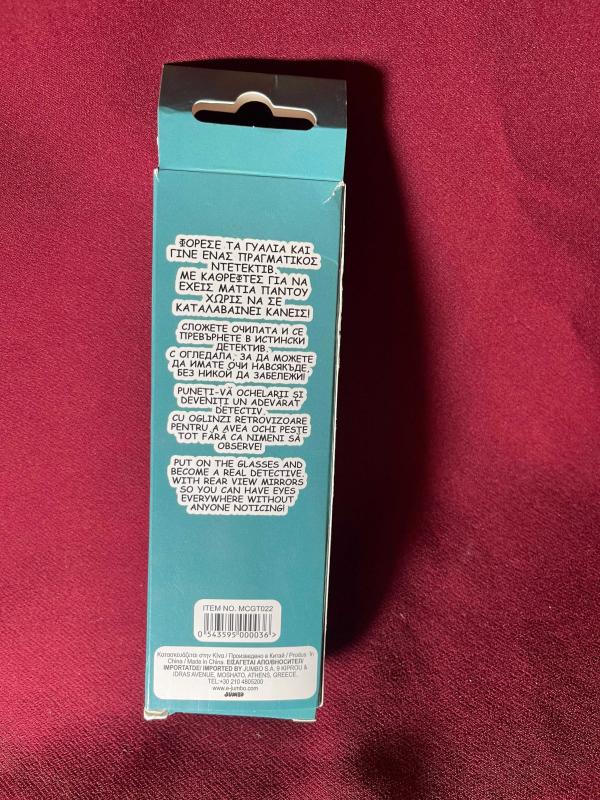 ΦΟΡΕΣΕ ΤΑ ΓΥΑΛΙΑ ΚΑΙ
ΓΙΝΕ ΕΝΑΣ ΠΡΑΓΜΑΤΙΚΟΣ
ΝΤΕΤΕΚΤΙΒ.
ΜΕ ΚΑΘΡΕΦΤΕΣ ΓΙΑ ΝΑ
ΕΧΕΙΣ ΜΑΤΙΑ ΠΑΝΤΟΥ
ΧΩΡΙΣ ΝΑ ΣΕ
ΚΑΤΑΛΑΒΑΙΝΕΙ ΚΑΝΕΙΣ!
СЛОЖЕТЕ ОЧИЛАТА И СЕ
ПРЕВЪРНЕТЕ В ИСТИНСКИ
ДЕТЕКТИВ.
С ОГЛЕДАЛА, ЗА ДА МОЖЕТЕ
ДА ИМАТЕ ОЧИ НАВСЯКЪДЕ,
БЕЗ НИКОЙ ДА ЗАБЕЛЕЖИ!
PUNEȚI-VĂ OCHELARII ȘI
DEVENIȚI UN ADEVĂRAT
DETECTIV.
CU OGLINZI RETROVIZOARE
PENTRU A AVEA OCHI PESTE
TOT FĂRĂ CA NIMENI SĂ
OBSERVE!
PUT ON THE GLASSES AND
BECOME A REAL DETECTIVE.
WITH REAR VIEW MIRRORS
SO YOU CAN HAVE EYES
EVERYWHERE WITHOUT
ANYONE NOTICING!
ITEM NO. MCGT022
0 543595 000036 >
Κατασκευάζεται στην Κίνα / Произведено в Китай / Produs în
China / Made in China. ΕΙΣΑΓΕΤΑΙ ΑΠΟ/ВНОСИТЕЛ/
IMPORTATDE/ IMPORTED BY JUMBO S.A. 9 KIPROU &
IDRAS AVENUE, MOSHATO, ATHENS, GREECE.
TEL:+30 210 4805200
www.e-jumbo.com
JUMBO